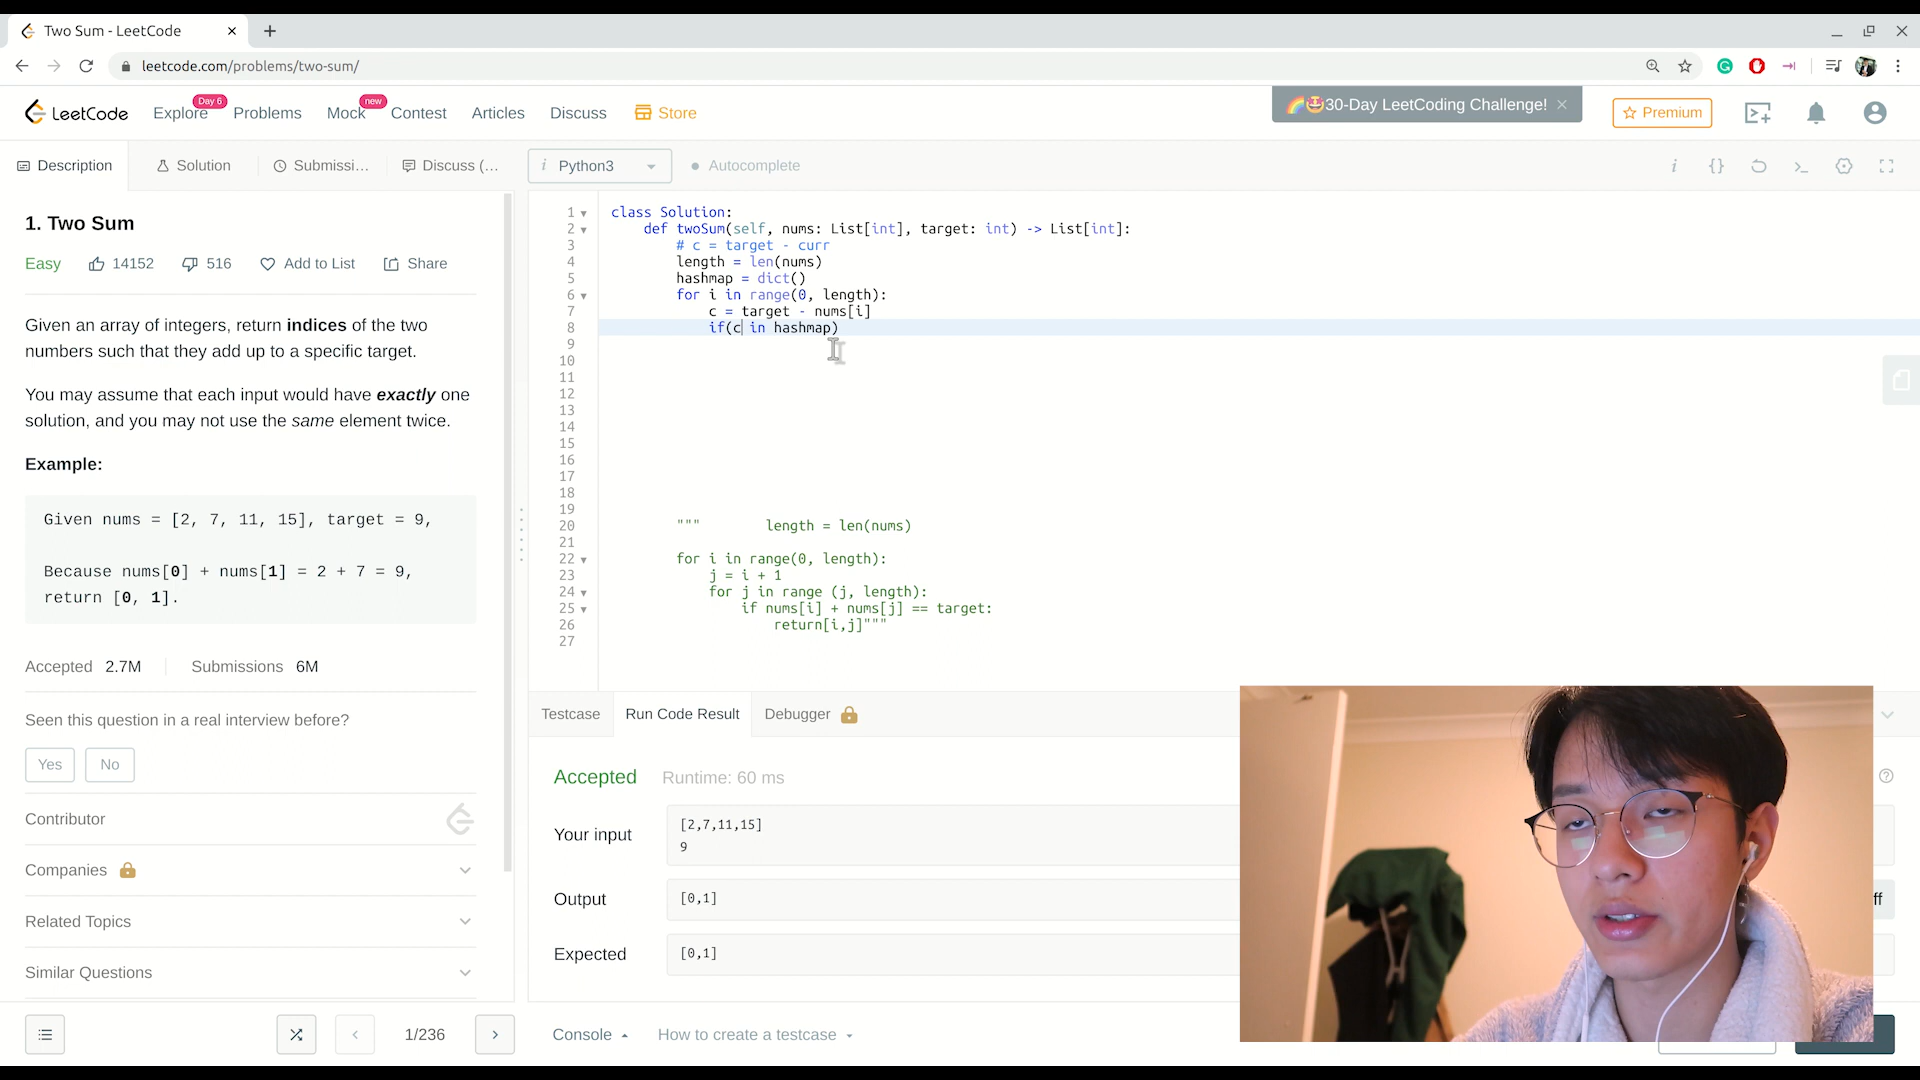 Two Sum - LeetCode
leetcode.com/problems/two-sum/
LeetCode
Explore
Day 6
Problems
Mock
new
Contest
Articles
Discuss
Store
30-Day LeetCoding Challenge!
Premium
Description
Solution
Submissi...
Discuss (...
i Python3
Autocomplete
1. Two Sum
Easy
14152
516
Add to List
Share
Given an array of integers, return indices of the two
numbers such that they add up to a specific target.
You may assume that each input would have exactly one
solution, and you may not use the same element twice.
Example:
Given nums = [2, 7, 11, 15], target = 9,
Because nums[0] + nums[1] = 2 + 7 = 9,
return [0, 1].
Accepted 2.7M
Submissions 6M
Seen this question in a real interview before?
Yes
No
Contributor
Companies
Related Topics
Similar Questions
1/236
1 class Solution:
2 def twoSum(self, nums: List[int], target: int) -> List[int]:
3 # c = target - curr
4 length = len(nums)
5 hashmap = dict()
6 for i in range(0, length):
7 c = target - nums[i]
8 if(c in hashmap)
9
10
11
12
13
14
15
16
17
18
19
20 """ length = len(nums)
21
22 for i in range(0, length):
23 j = i + 1
24 for j in range (j, length):
25 if nums[i] + nums[j] == target:
26 return[i,j]"""
27
Testcase
Run Code Result
Debugger
Accepted
Runtime: 60 ms
Your input
[2,7,11,15]
9
Output
[0,1]
ff
Expected
[0,1]
Console
How to create a testcase